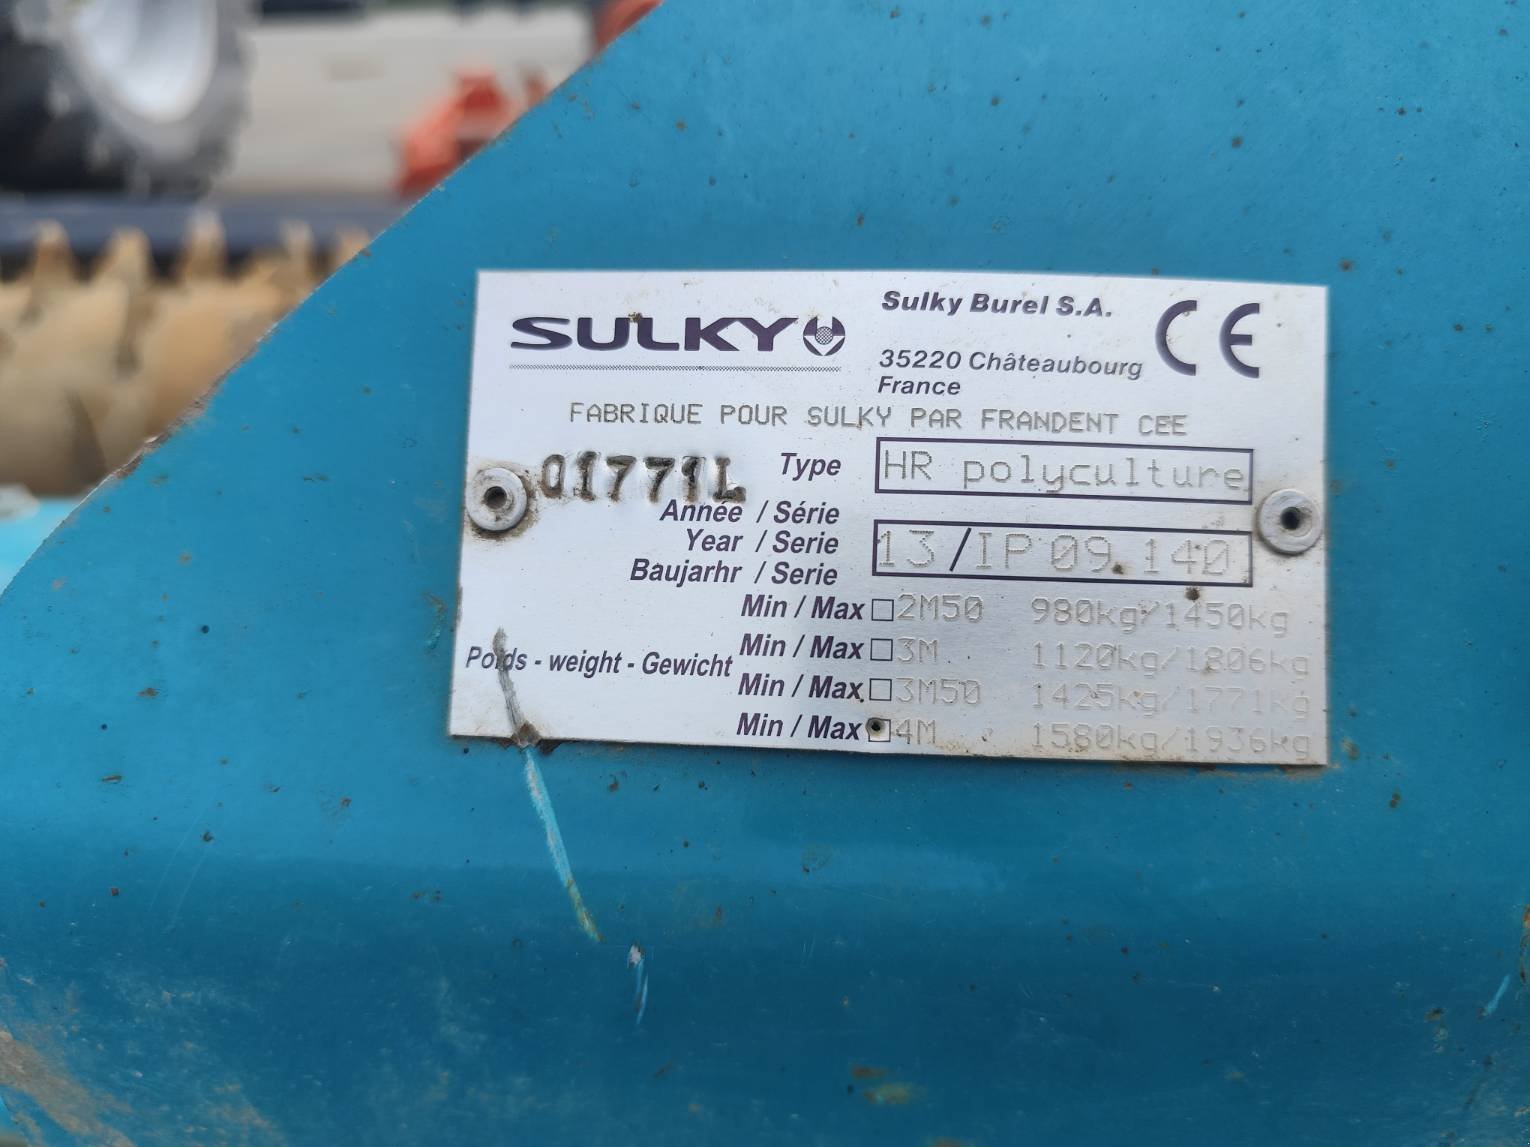 SULKY
Sulky Burel S.A.
35220 Châteaubourg
France
CE
FABRIQUE POUR SULKY PAR FRANDENT CEE
01771L
Type HR polyculture
Année / Série
Year / Serie 13/IP 09.140
Baujarhr / Serie
Min / Max 2M50 980kg/1450kg
Min / Max 3M 1120kg/1806kg
Poids - weight - Gewicht
Min / Max 3M50 1425kg/1771kg
Min / Max 4M 1580kg/1936kg